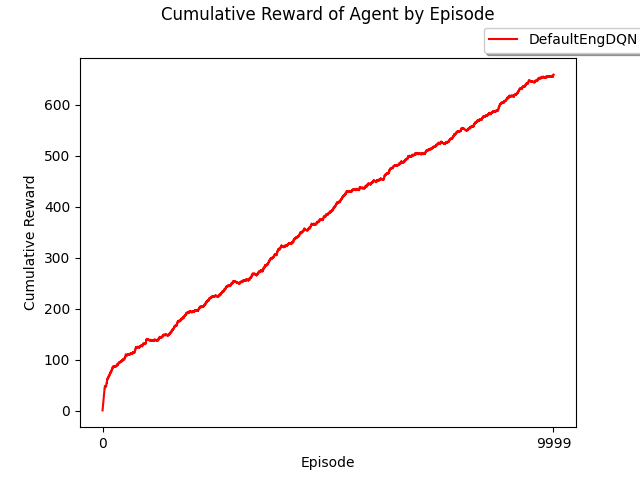 Cumulative Reward of Agent by Episode
DefaultEngDQN
600
500
400
300
200
100
0
Cumulative Reward
0 9999
Episode